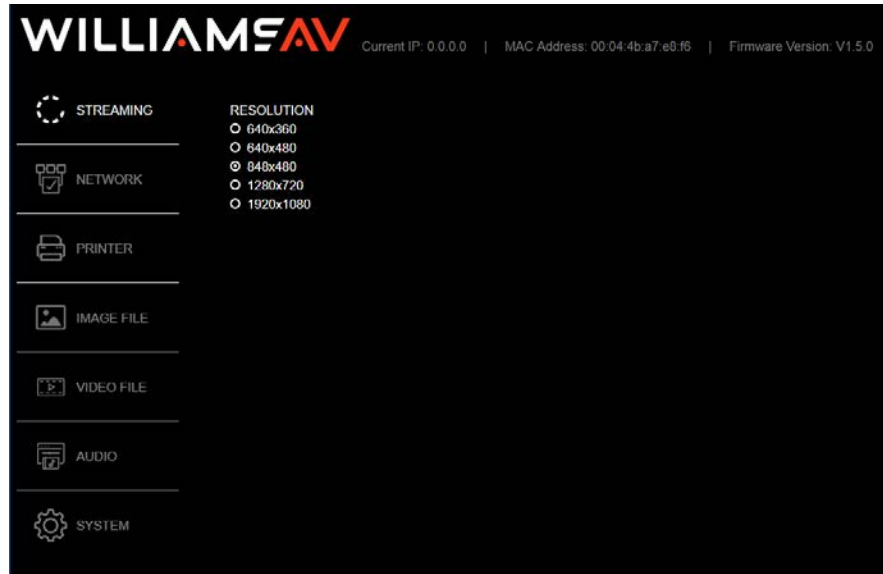 WILLIAMSAV
Current IP: 0.0.0.0 | MAC Address: 00:04:4b:a7:e8:f6 | Firmware Version: V1.5.0
STREAMING
RESOLUTION
640x360
640x480
848x480
1280x720
1920x1080
NETWORK
PRINTER
IMAGE FILE
VIDEO FILE
AUDIO
SYSTEM